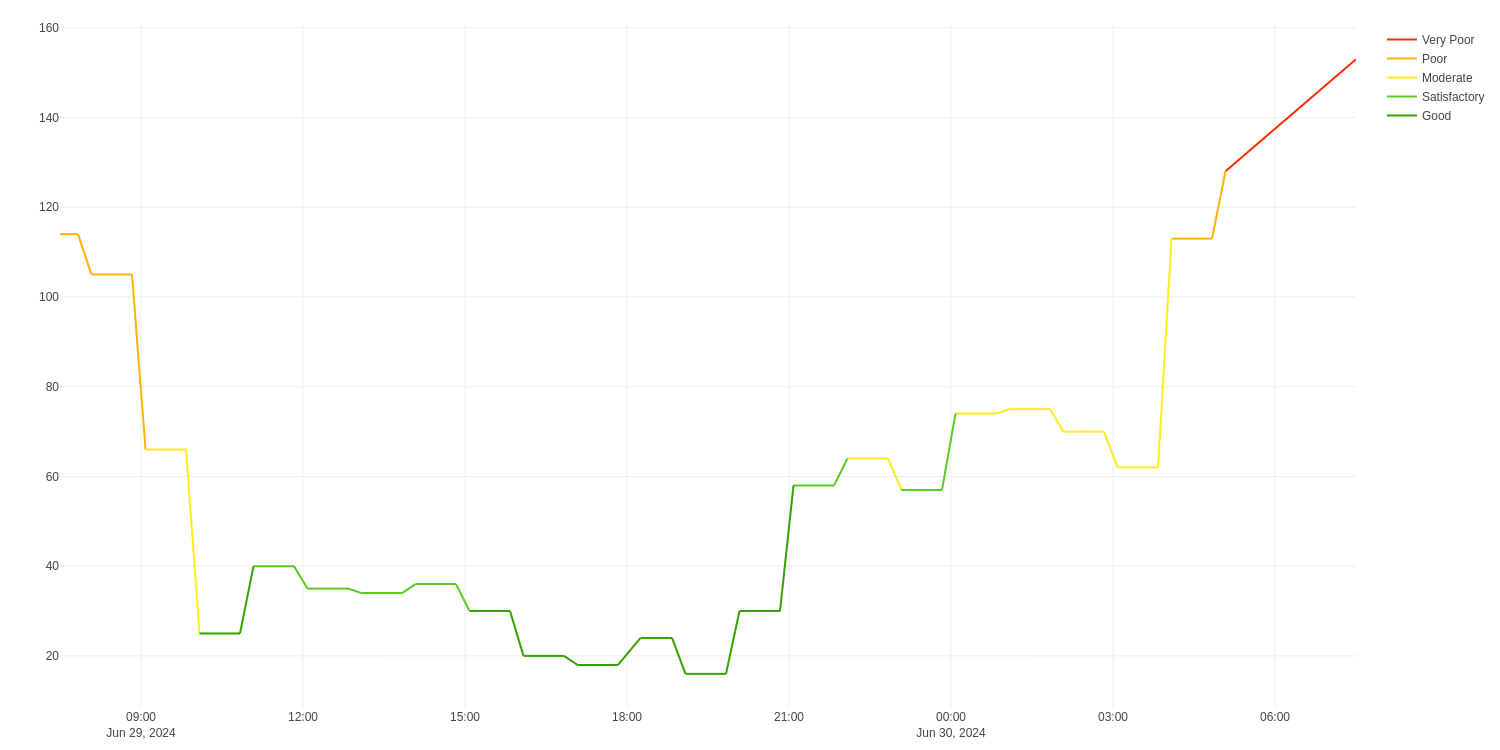 160
140
120
100
80
60
40
20
09:00
Jun 29, 2024
12:00
15:00
18:00
21:00
00:00
Jun 30, 2024
03:00
06:00
Very Poor
Poor
Moderate
Satisfactory
Good